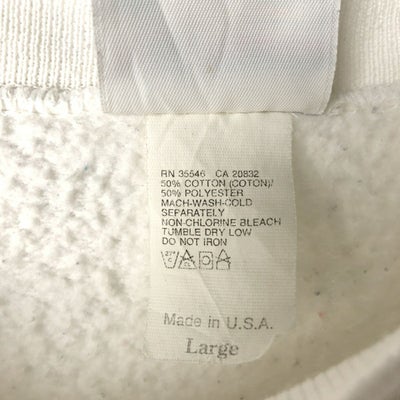 RN 35546 CA 20832
50% COTTON (COTON)/
50% POLYESTER
MACH-WASH-COLD
SEPARATELY
NON-CHLORINE BLEACH
TUMBLE DRY LOW
DO NOT IRON
Made in U.S.A.
Large